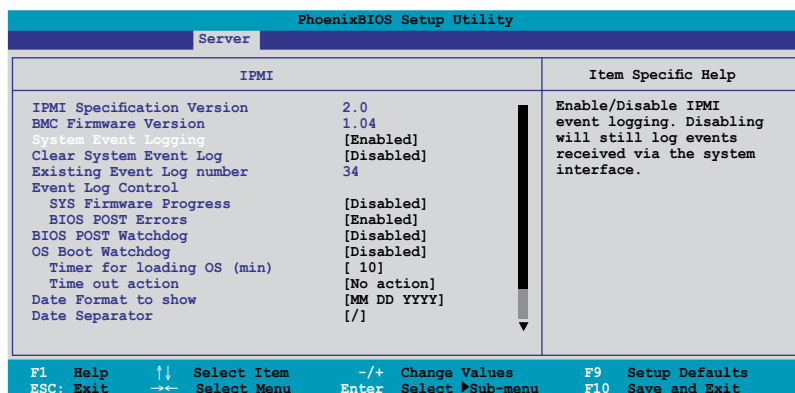 PhoenixBIOS Setup Utility
Server
IPMI
Item Specific Help
IPMI Specification Version 2.0
BMC Firmware Version 1.04
System Event Logging [Enabled]
Clear System Event Log [Disabled]
Existing Event Log number 34
Event Log Control
SYS Firmware Progress [Disabled]
BIOS POST Errors [Enabled]
BIOS POST Watchdog [Disabled]
OS Boot Watchdog [Disabled]
Timer for loading OS (min) [ 10]
Time out action [No action]
Date Format to show [MM DD YYYY]
Date Separator [/]
Enable/Disable IPMI
event logging. Disabling
will still log events
received via the system
interface.
F1 Help ↑↓ Select Item -/+ Change Values F9 Setup Defaults
ESC: Exit →← Select Menu Enter Select ▶Sub-menu F10 Save and Exit